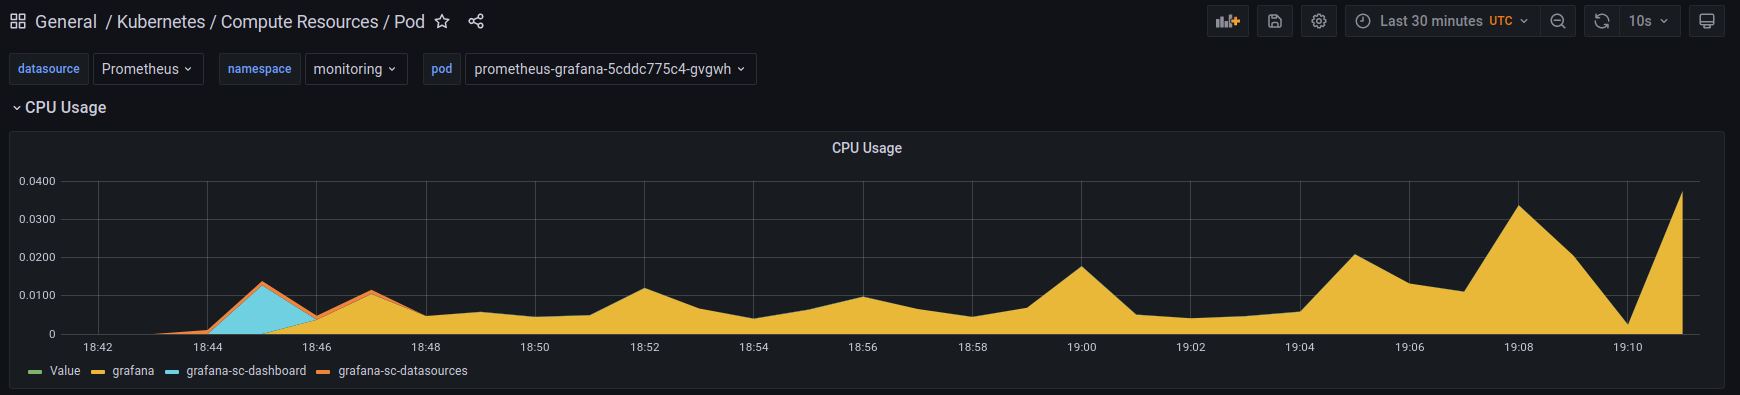 General / Kubernetes / Compute Resources / Pod Last 30 minutes UTC 10s
datasource Prometheus namespace monitoring pod prometheus-grafana-5cddc775c4-gvgwh
CPU Usage
CPU Usage
0.0400
0.0300
0.0200
0.0100
0
18:42 18:44 18:46 18:48 18:50 18:52 18:54 18:56 18:58 19:00 19:02 19:04 19:06 19:08 19:10
Value grafana grafana-sc-dashboard grafana-sc-datasources